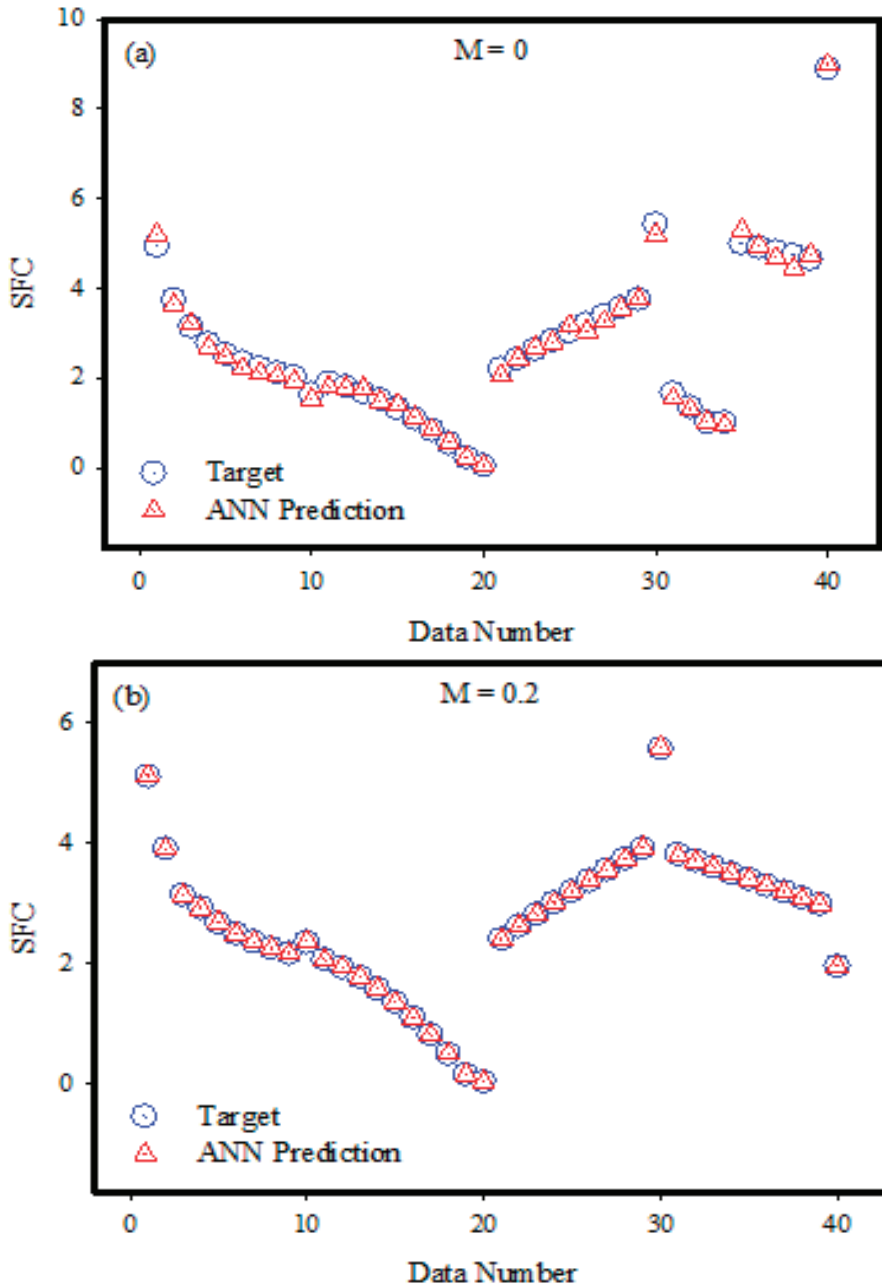 (a)
M = 0
10
8
6
4
2
0
SFC
Target
ANN Prediction
0
10
20
30
40
Data Number
(b)
M = 0.2
6
4
2
0
SFC
Target
ANN Prediction
0
10
20
30
40
Data Number